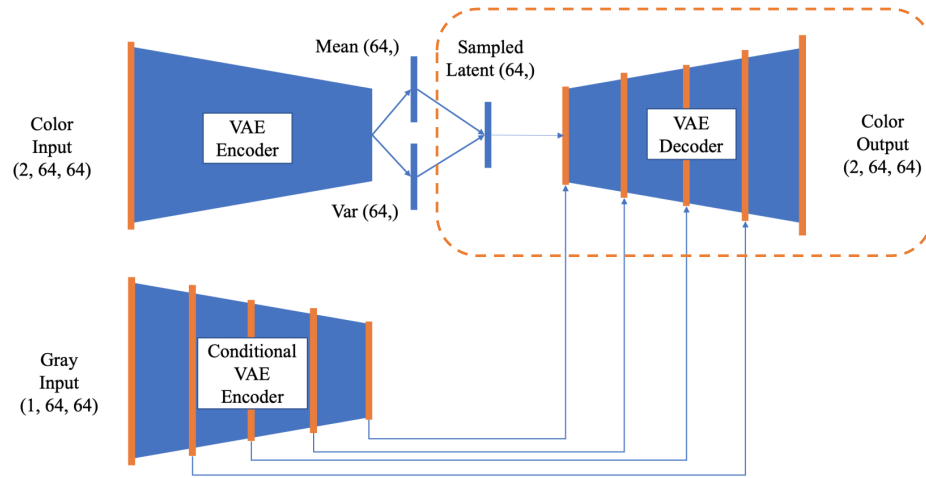 Mean (64,)
Sampled
Latent (64,)
Color
Input
(2, 64, 64)
VAE
Encoder
VAE
Decoder
Color
Output
(2, 64, 64)
Var (64,)
Gray
Input
(1, 64, 64)
Conditional
VAE
Encoder